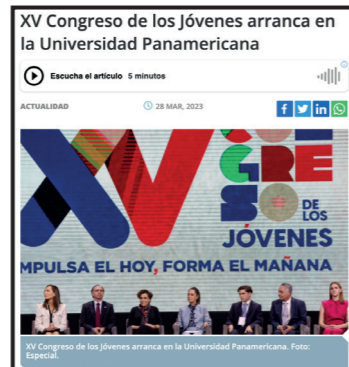 XV Congreso de los Jóvenes arranca en
la Universidad Panamericana
Escucha el artículo 5 minutos
ACTUALIDAD 28 MAR, 2023
XV
GRE
SO DE
LOS
JÓVENES
MPULSA EL HOY, FORMA EL MAÑANA
XV Congreso de los Jóvenes arranca en la Universidad Panamericana. Foto:
Especial.